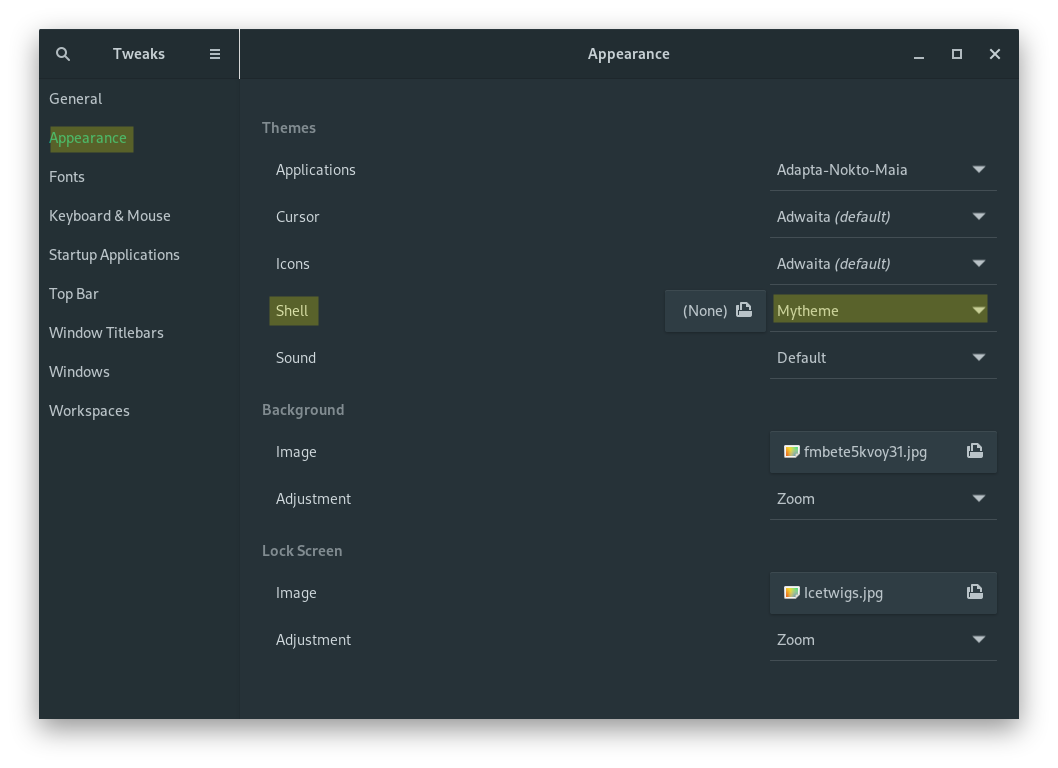 Tweaks
Appearance
General
Appearance
Fonts
Keyboard & Mouse
Startup Applications
Top Bar
Window Titlebars
Windows
Workspaces
Themes
Applications Adapta-Nokto-Maia
Cursor Adwaita (default)
Icons Adwaita (default)
Shell (None) Mytheme
Sound Default
Background
Image fmbete5kvoy31.jpg
Adjustment Zoom
Lock Screen
Image Icetwigs.jpg
Adjustment Zoom